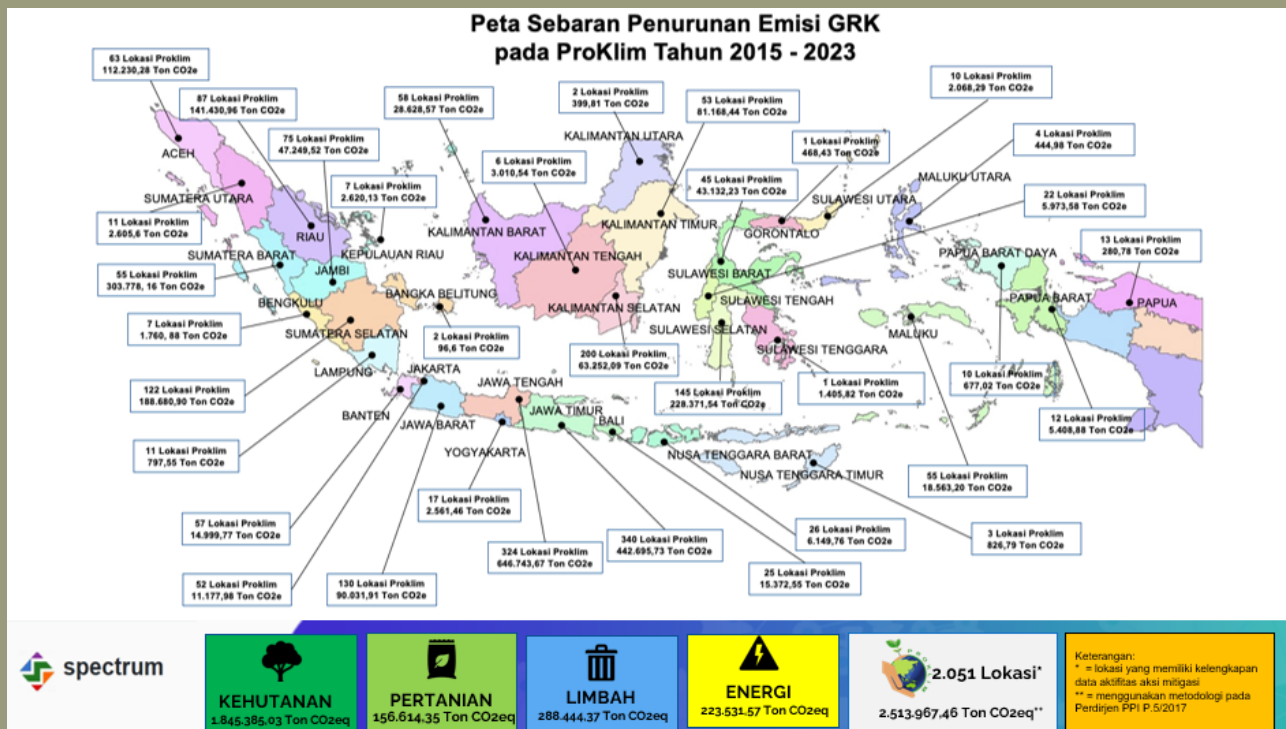 Peta Sebaran Penurunan Emisi GRK
pada ProKlim Tahun 2015 - 2023
63 Lokasi Proklim
112.230,28 Ton CO2e
87 Lokasi Proklim
141.430,96 Ton CO2e
75 Lokasi Proklim
47.249,52 Ton CO2e
7 Lokasi Proklim
2.620,13 Ton CO2e
58 Lokasi Proklim
28.628,57 Ton CO2e
6 Lokasi Proklim
3.010,54 Ton CO2e
2 Lokasi Proklim
399,81 Ton CO2e
53 Lokasi Proklim
81.168,44 Ton CO2e
45 Lokasi Proklim
43.132,23 Ton CO2e
1 Lokasi Proklim
468,43 Ton CO2e
10 Lokasi Proklim
2.068,29 Ton CO2e
4 Lokasi Proklim
444,98 Ton CO2e
22 Lokasi Proklim
5.973,58 Ton CO2e
13 Lokasi Proklim
280,78 Ton CO2e
ACEH
SUMATERA UTARA
RIAU
KEPULAUAN RIAU
SUMATERA BARAT
JAMBI
BENGKULU
BANGKA BELITUNG
SUMATERA SELATAN
LAMPUNG
KALIMANTAN UTARA
KALIMANTAN BARAT
KALIMANTAN TIMUR
KALIMANTAN TENGAH
KALIMANTAN SELATAN
SULAWESI UTARA
GORONTALO
SULAWESI BARAT
SULAWESI TENGAH
SULAWESI SELATAN
SULAWESI TENGGARA
MALUKU UTARA
MALUKU
PAPUA BARAT DAYA
PAPUA BARAT
PAPUA
JAKARTA
BANTEN
JAWA BARAT
JAWA TENGAH
YOGYAKARTA
JAWA TIMUR
BALI
NUSA TENGGARA BARAT
NUSA TENGGARA TIMUR
11 Lokasi Proklim
2.605,6 Ton CO2e
55 Lokasi Proklim
303.778, 16 Ton CO2e
7 Lokasi Proklim
1.760, 88 Ton CO2e
122 Lokasi Proklim
188.680,90 Ton CO2e
11 Lokasi Proklim
797,55 Ton CO2e
57 Lokasi Proklim
14.999,77 Ton CO2e
52 Lokasi Proklim
11.177,98 Ton CO2e
2 Lokasi Proklim
96,6 Ton CO2e
130 Lokasi Proklim
90.031,91 Ton CO2e
17 Lokasi Proklim
2.561,46 Ton CO2e
324 Lokasi Proklim
646.743,67 Ton CO2e
340 Lokasi Proklim
442.695,73 Ton CO2e
200 Lokasi Proklim
63.252,09 Ton CO2e
145 Lokasi Proklim
228.371,54 Ton CO2e
1 Lokasi Proklim
1.405,82 Ton CO2e
25 Lokasi Proklim
15.372,55 Ton CO2e
26 Lokasi Proklim
6.149,76 Ton CO2e
3 Lokasi Proklim
826,79 Ton CO2e
55 Lokasi Proklim
18.563,20 Ton CO2e
10 Lokasi Proklim
677,02 Ton CO2e
12 Lokasi Proklim
5.408,88 Ton CO2e
spectrum
KEHUTANAN
1.845.385,03 Ton CO2eq
PERTANIAN
156.614,35 Ton CO2eq
LIMBAH
288.444,37 Ton CO2eq
ENERGI
223.531,57 Ton CO2eq
2.051 Lokasi*
2.513.967,46 Ton CO2eq**
Keterangan:
* = lokasi yang memiliki kelengkapan
data aktifitas aksi mitigasi
** = menggunakan metodologi pada
Perdirjen PPI P.5/2017